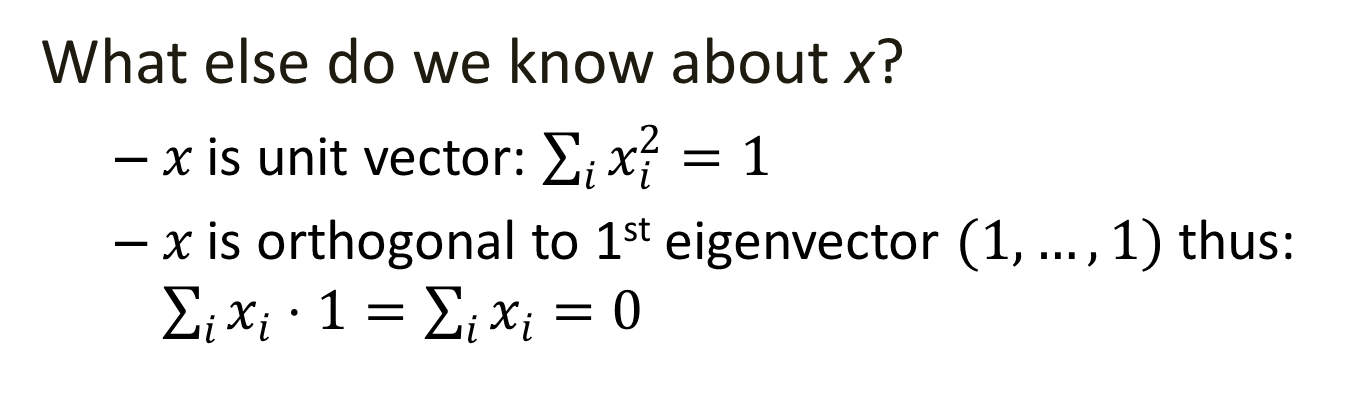 What else do we know about x?
– x is unit vector: ∑ᵢ xᵢ² = 1
– x is orthogonal to 1ˢᵗ eigenvector (1, …, 1) thus:
∑ᵢ xᵢ · 1 = ∑ᵢ xᵢ = 0